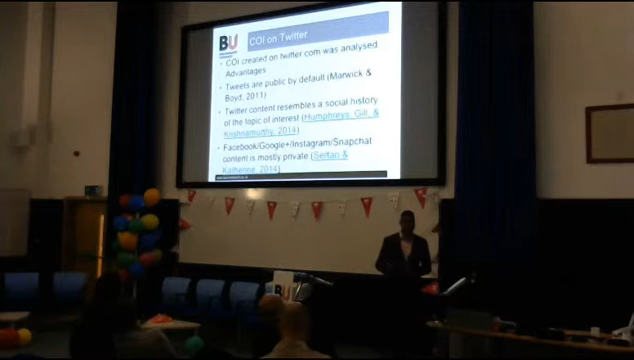 BU
COI on Twitter
COI created on twitter.com was analysed
Advantages
Tweets are public by default (Marwick &
Boyd, 2011)
Twitter content resembles a social history
of the topic of interest (Humphreys, Gill, &
Krishnamurthy, 2014)
Facebook/Google+/Instagram/Snapchat
content is mostly private (Sertan &
Katherine, 2014)
BU